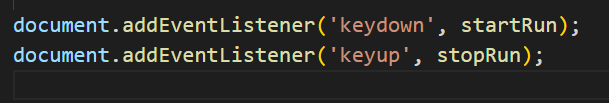 document.addEventListener('keydown', startRun);
document.addEventListener('keyup', stopRun);